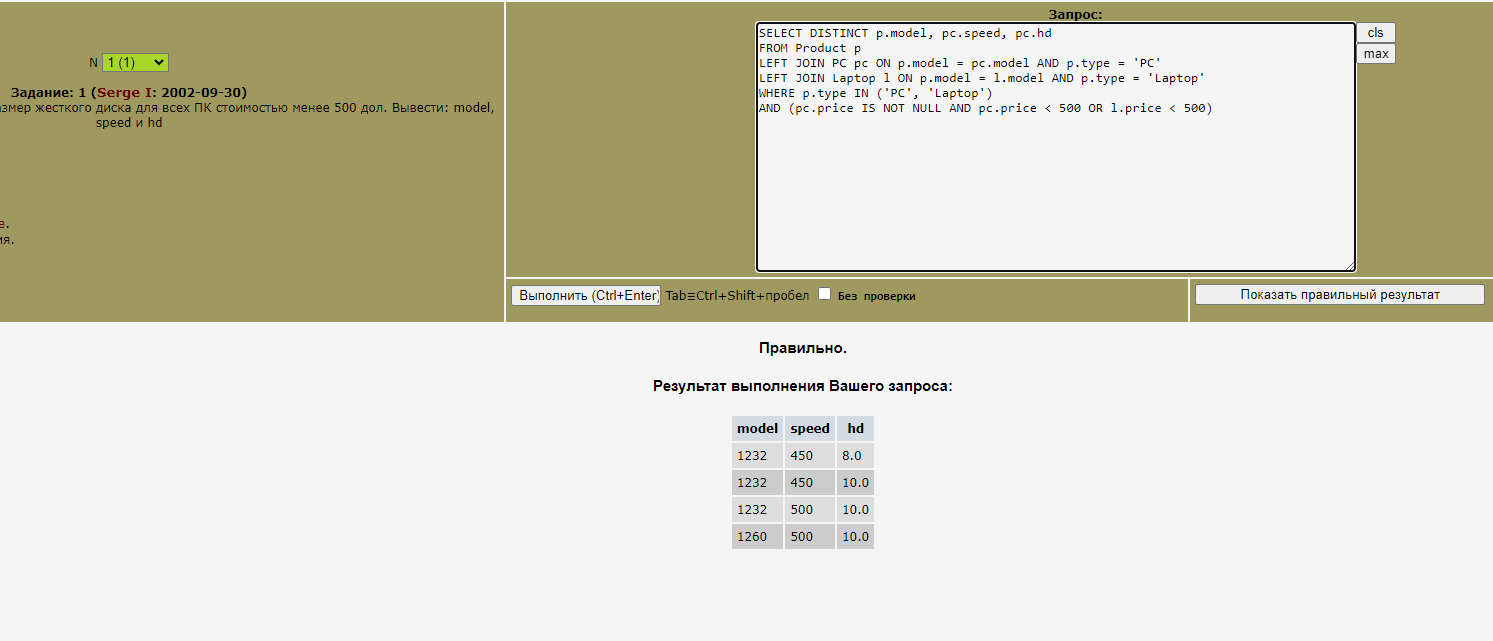 N 1 (1)
Задание: 1 (Serge I: 2002-09-30)
жесткого диска для всех ПК стоимостью менее 500 дол. Вывести: model,
speed и hd
Запрос:
SELECT DISTINCT p.model, pc.speed, pc.hd
FROM Product p
LEFT JOIN PC pc ON p.model = pc.model AND p.type = 'PC'
LEFT JOIN Laptop l ON p.model = l.model AND p.type = 'Laptop'
WHERE p.type IN ('PC', 'Laptop')
AND (pc.price IS NOT NULL AND pc.price < 500 OR l.price < 500)
cls
max
Выполнить (Ctrl+Enter) Tab≡Ctrl+Shift+пробел Без проверки
Показать правильный результат
Правильно.
Результат выполнения Вашего запроса:
model speed hd
1232 450 8.0
1232 450 10.0
1232 500 10.0
1260 500 10.0